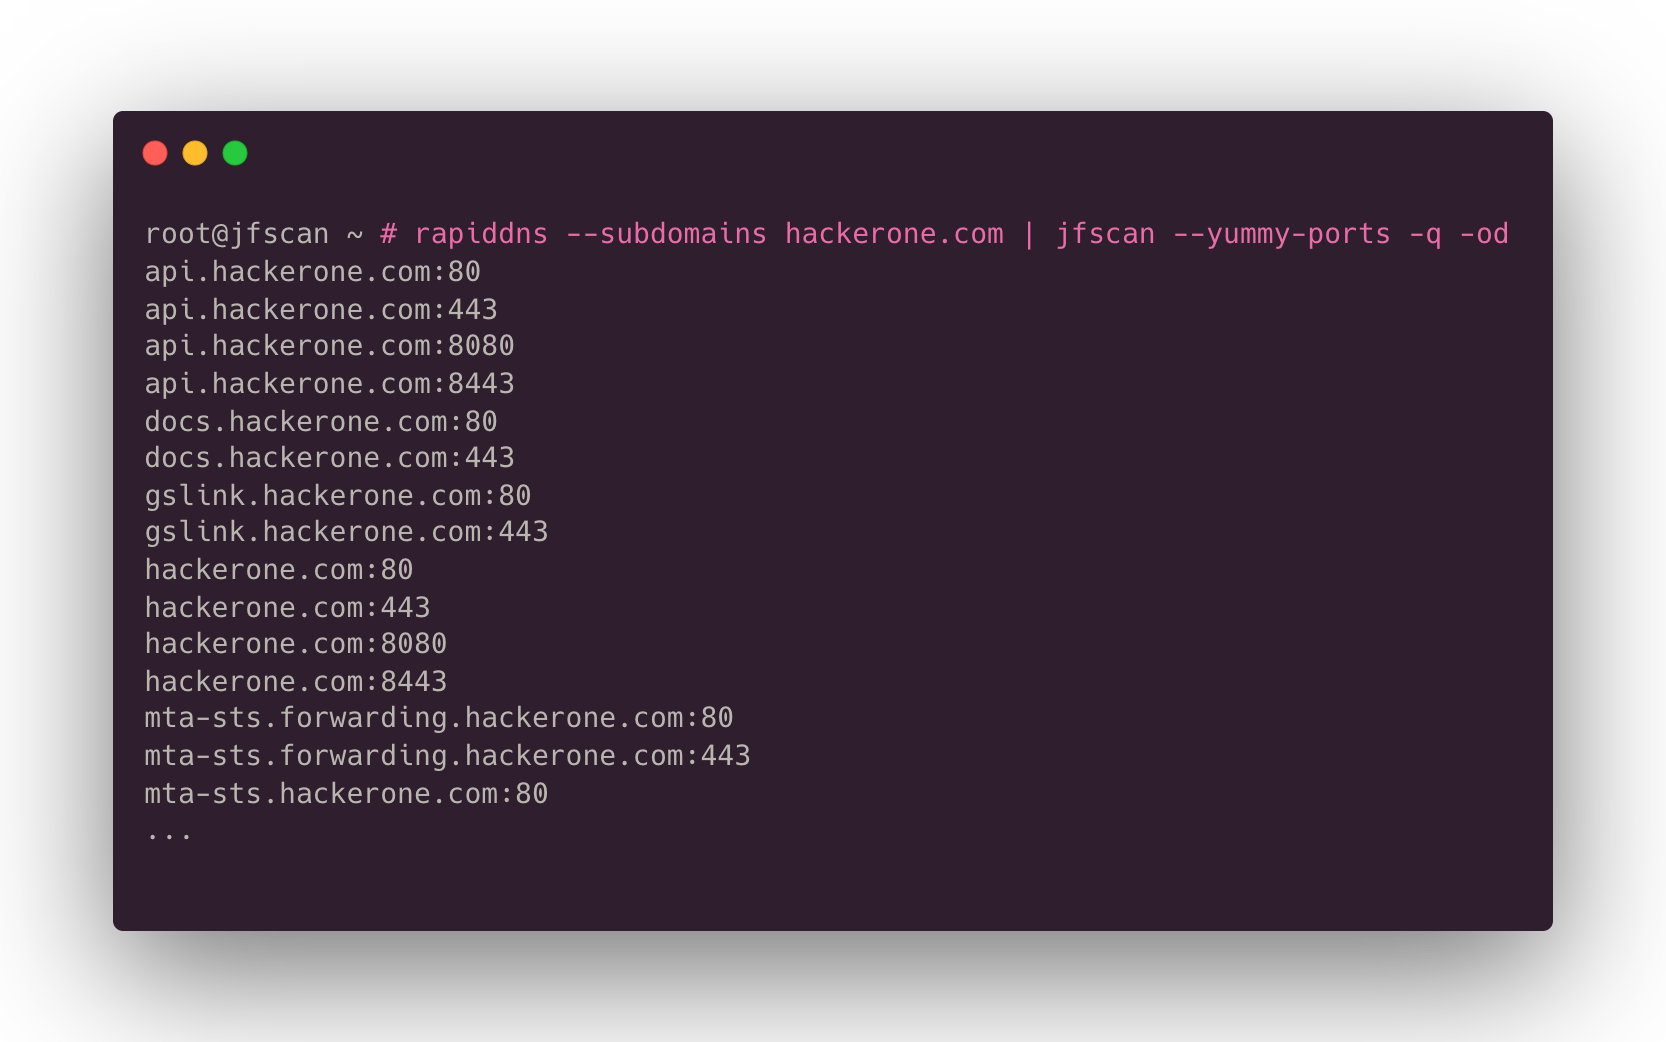 root@jfscan ~ # rapiddns --subdomains hackerone.com | jfscan --yummy-ports -q -od
api.hackerone.com:80
api.hackerone.com:443
api.hackerone.com:8080
api.hackerone.com:8443
docs.hackerone.com:80
docs.hackerone.com:443
gslink.hackerone.com:80
gslink.hackerone.com:443
hackerone.com:80
hackerone.com:443
hackerone.com:8080
hackerone.com:8443
mta-sts.forwarding.hackerone.com:80
mta-sts.forwarding.hackerone.com:443
mta-sts.hackerone.com:80
...